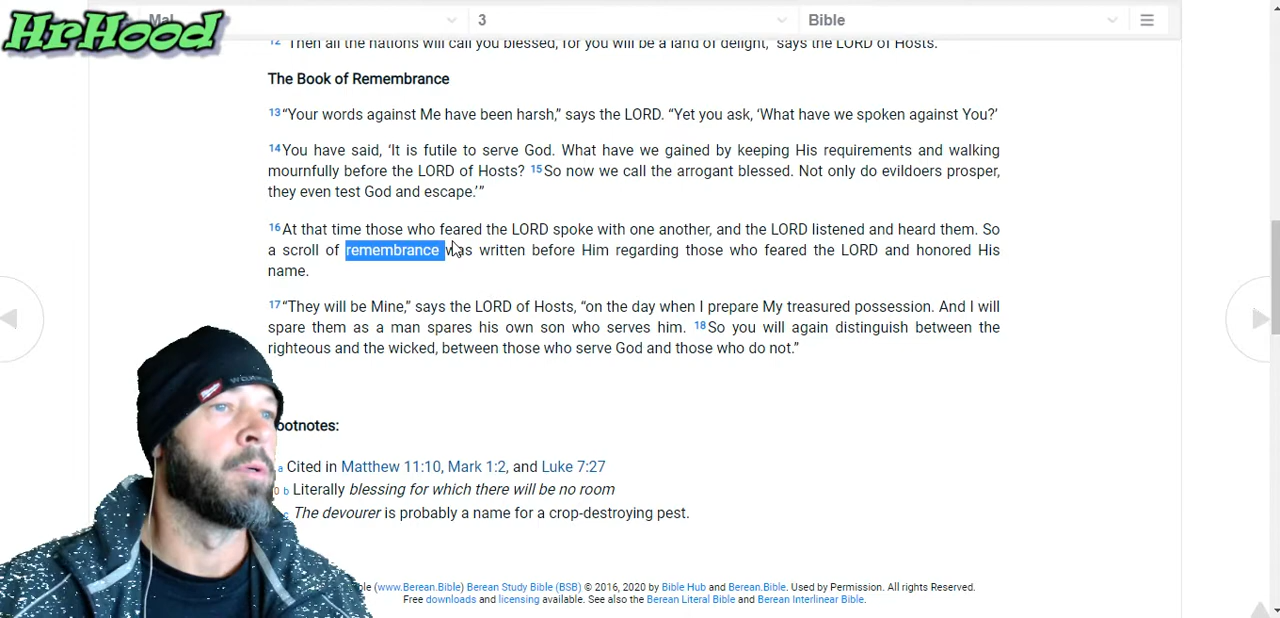 HrHood
Mal 3 Bible
12 "Then all the nations will call you blessed, for you will be a land of delight," says the LORD of Hosts.
The Book of Remembrance
13 “Your words against Me have been harsh,” says the LORD. “Yet you ask, ‘What have we spoken against You?’
14 You have said, ‘It is futile to serve God. What have we gained by keeping His requirements and walking
mournfully before the LORD of Hosts? 15 So now we call the arrogant blessed. Not only do evildoers prosper,
they even test God and escape.’”
16 At that time those who feared the LORD spoke with one another, and the LORD listened and heard them. So
a scroll of remembrance was written before Him regarding those who feared the LORD and honored His
name.
17 “They will be Mine,” says the LORD of Hosts, “on the day when I prepare My treasured possession. And I will
spare them as a man spares his own son who serves him. 18 So you will again distinguish between the
righteous and the wicked, between those who serve God and those who do not.”
ootnotes:
a Cited in Matthew 11:10, Mark 1:2, and Luke 7:27
0 b Literally blessing for which there will be no room
The devourer is probably a name for a crop-destroying pest.
ble (www.Berean.Bible) Berean Study Bible (BSB) © 2016, 2020 by Bible Hub and Berean.Bible. Used by Permission. All rights Reserved.
Free downloads and licensing available. See also the Berean Literal Bible and Berean Interlinear Bible.